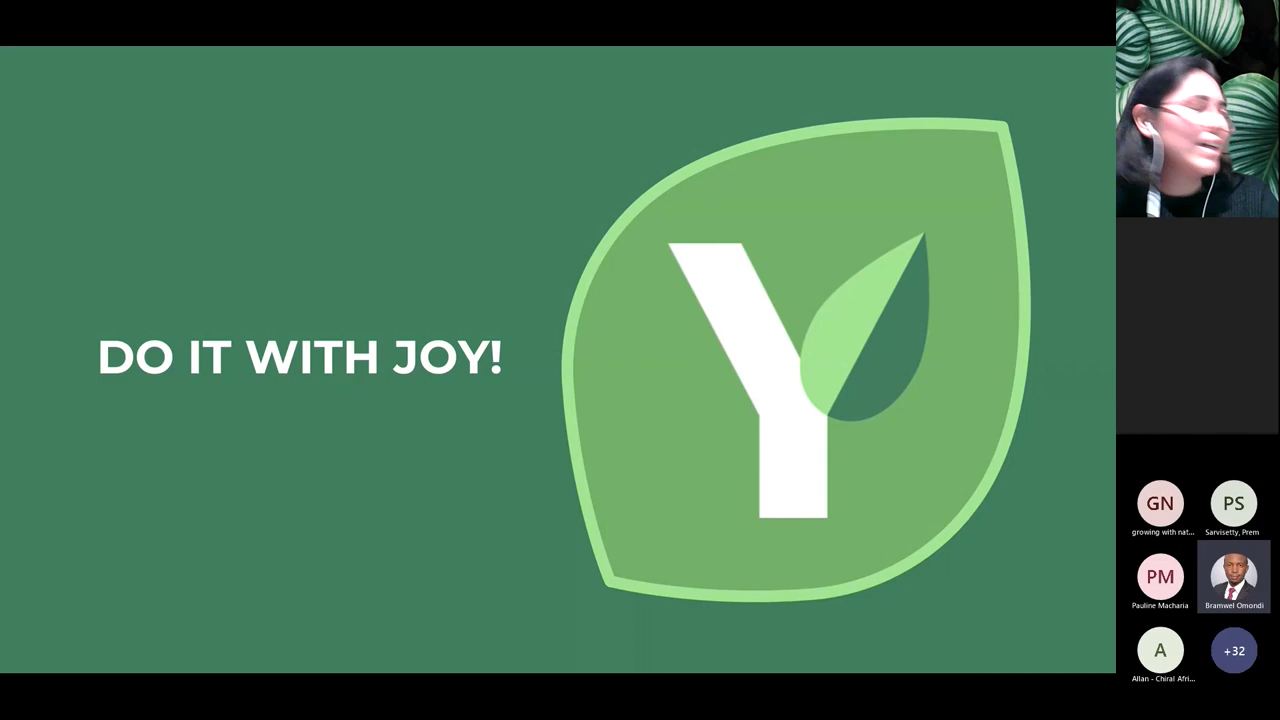 DO IT WITH JOY!
Y
GN
PS
growing with nat...
Sarvisetty, Prem
PM
Pauline Macharia
Bramwel Omondi
A
+32
Allan - Chiral Afri...